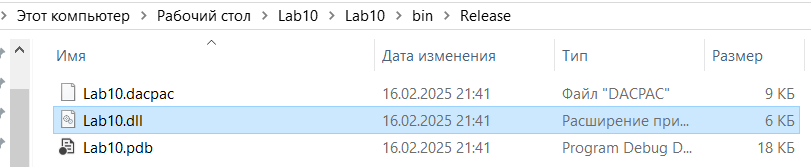 Этот компьютер > Рабочий стол > Lab10 > Lab10 > bin > Release
Имя Дата изменения Тип Размер
Lab10.dacpac 16.02.2025 21:41 Файл "DACPAC" 9 КБ
Lab10.dll 16.02.2025 21:41 Расширение при... 6 КБ
Lab10.pdb 16.02.2025 21:41 Program Debug D... 18 КБ